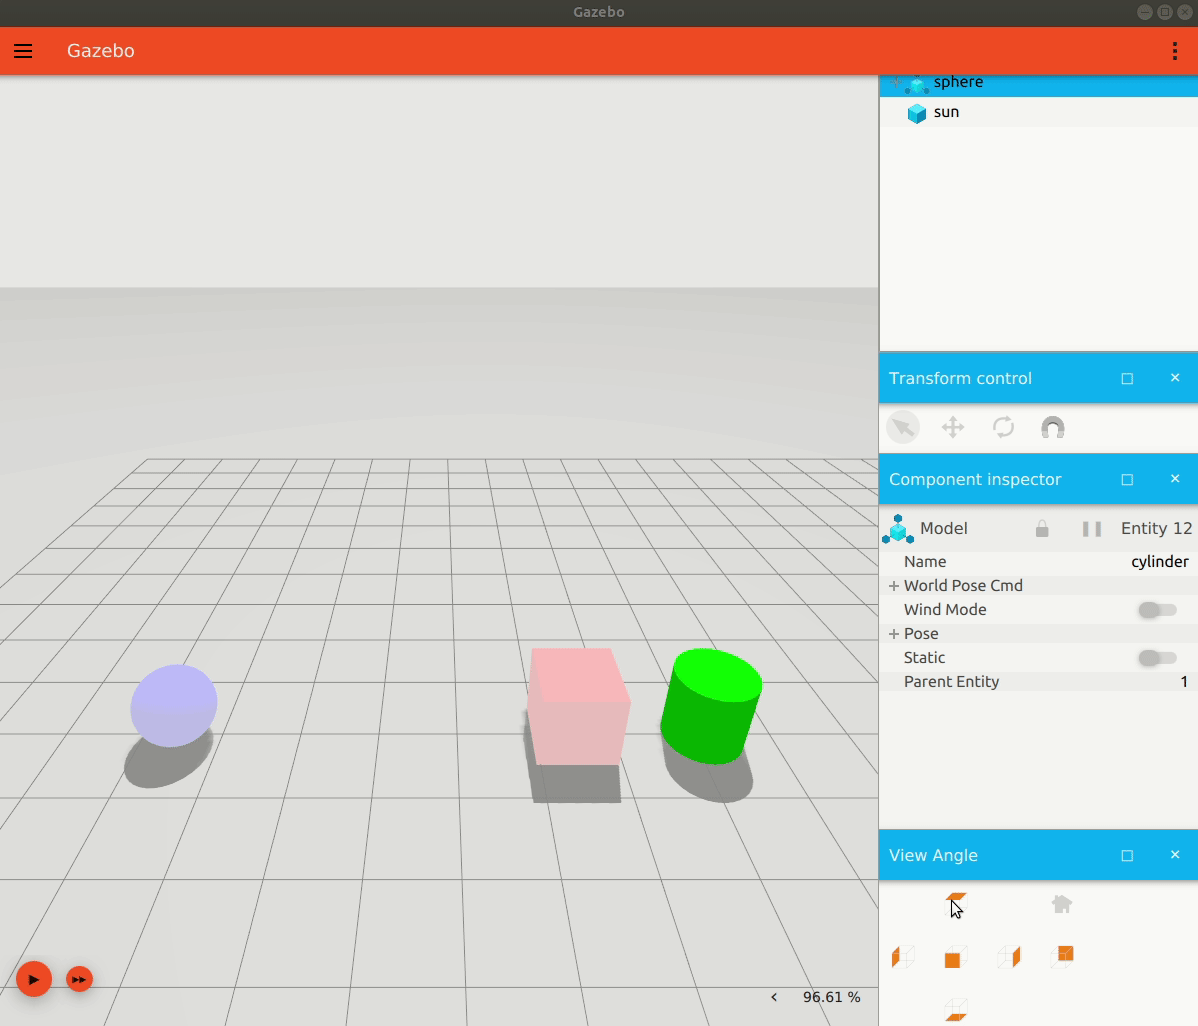 Gazebo
Gazebo
sphere
sun
Transform control
Component inspector
Model
Entity 12
Name
cylinder
World Pose Cmd
Wind Mode
Pose
Static
Parent Entity
1
View Angle
96.61 %